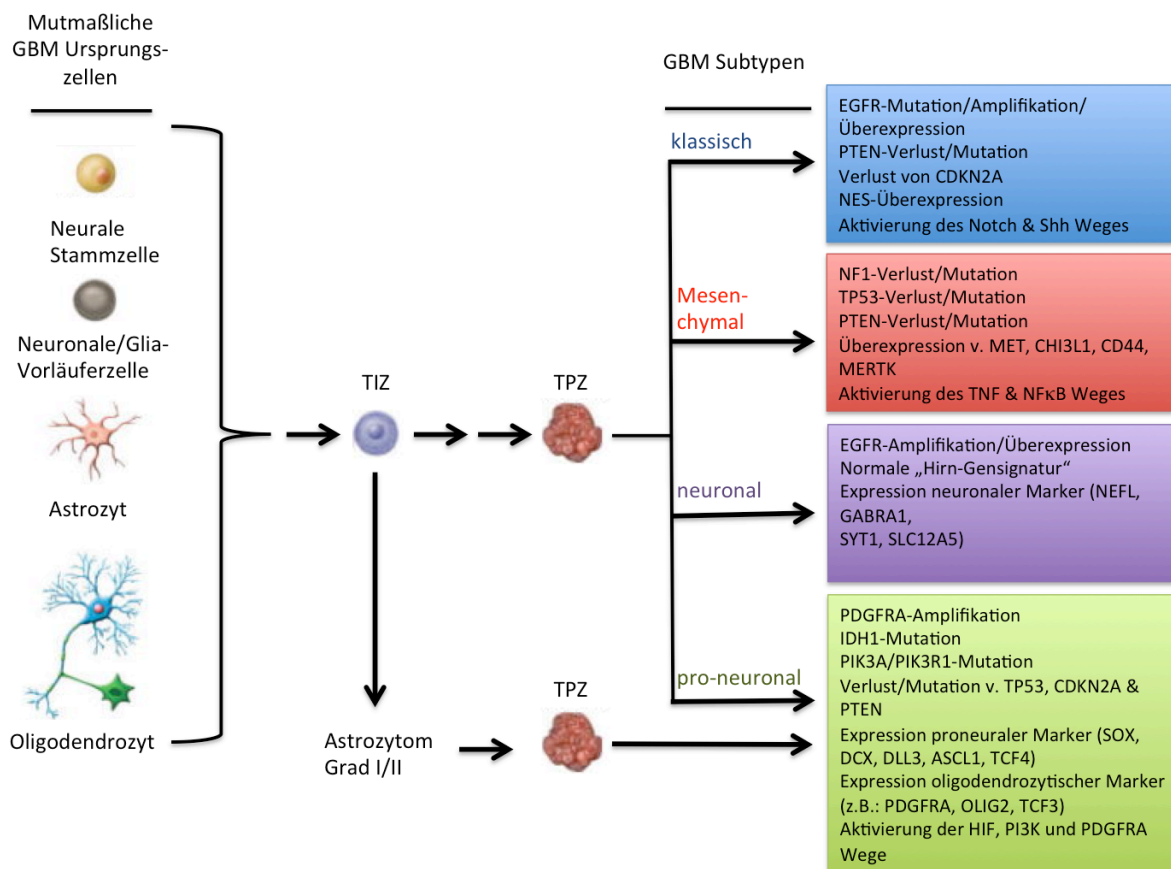 Mutmaßliche
GBM Ursprungs-
zellen
Neurale
Stammzelle
Neuronale/Glia-
Vorläuferzelle
Astrozyt
Oligodendrozyt
TIZ
TPZ
Astrozytom
Grad I/II
TPZ
GBM Subtypen
klassisch
EGFR-Mutation/Amplifikation/
Überexpression
PTEN-Verlust/Mutation
Verlust von CDKN2A
NES-Überexpression
Aktivierung des Notch & Shh Weges
Mesen-
chymal
NF1-Verlust/Mutation
TP53-Verlust/Mutation
PTEN-Verlust/Mutation
Überexpression v. MET, CHI3L1, CD44,
MERTK
Aktivierung des TNF & NFκB Weges
neuronal
EGFR-Amplifikation/Überexpression
Normale „Hirn-Gensignatur“
Expression neuronaler Marker (NEFL,
GABRA1,
SYT1, SLC12A5)
pro-neuronal
PDGFRA-Amplifikation
IDH1-Mutation
PIK3A/PIK3R1-Mutation
Verlust/Mutation v. TP53, CDKN2A &
PTEN
Expression proneuraler Marker (SOX,
DCX, DLL3, ASCL1, TCF4)
Expression oligodendrozytischer Marker
(z.B.: PDGFRA, OLIG2, TCF3)
Aktivierung der HIF, PI3K und PDGFRA
Wege